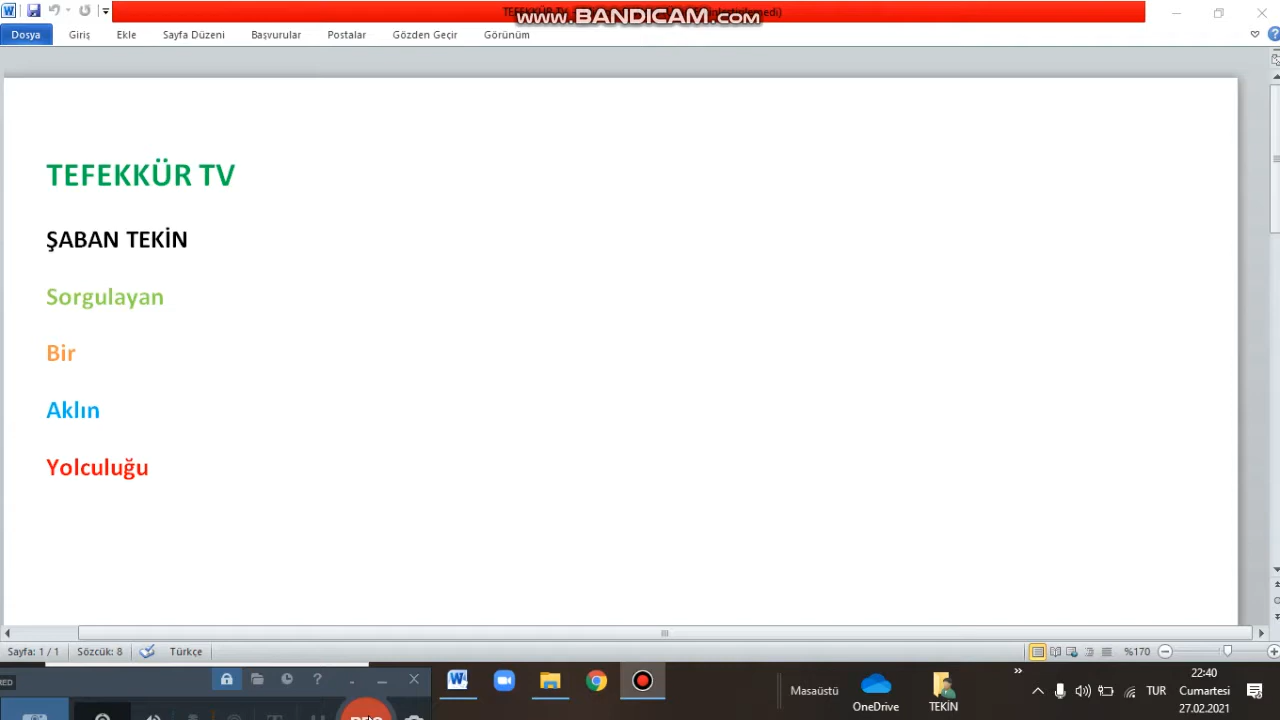 www.BANDICAM.com
Dosya Giriş Ekle Sayfa Düzeni Başvurular Postalar Gözden Geçir Görünüm
TEFEKKÜR TV
ŞABAN TEKİN
Sorgulayan
Bir
Aklın
Yolculuğu
Sayfa: 1 / 1 Sözcük: 8 Türkçe %170
Masaüstü OneDrive TEKİN TUR
22:40
Cumartesi
27.02.2021
REC